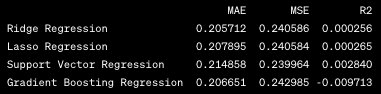 MAE MSE R2
Ridge Regression 0.205712 0.240586 0.000256
Lasso Regression 0.207895 0.240584 0.000265
Support Vector Regression 0.214858 0.239964 0.002840
Gradient Boosting Regression 0.206651 0.242985 -0.009713